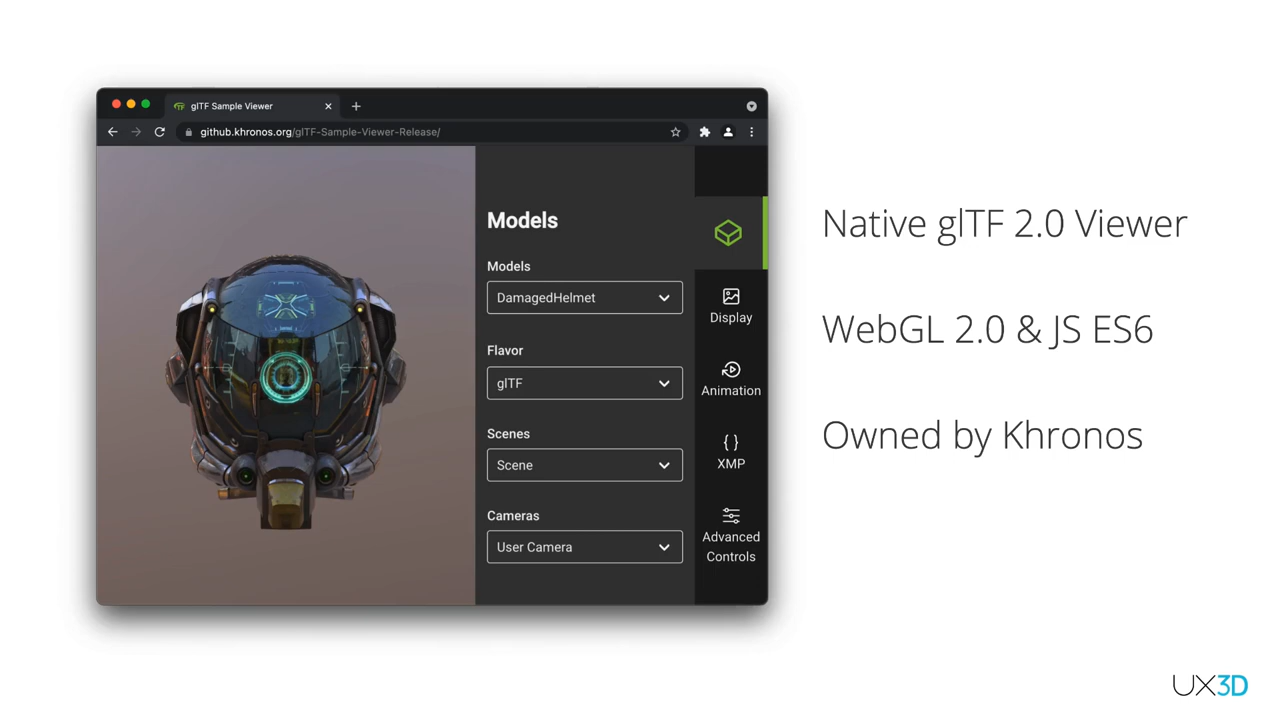 glTF Sample Viewer
github.khronos.org/glTF-Sample-Viewer-Release/
Models
Models
DamagedHelmet
Flavor
glTF
Scenes
Scene
Cameras
User Camera
Display
Animation
{ }
XMP
Advanced
Controls
Native glTF 2.0 Viewer
WebGL 2.0 & JS ES6
Owned by Khronos
UX3D